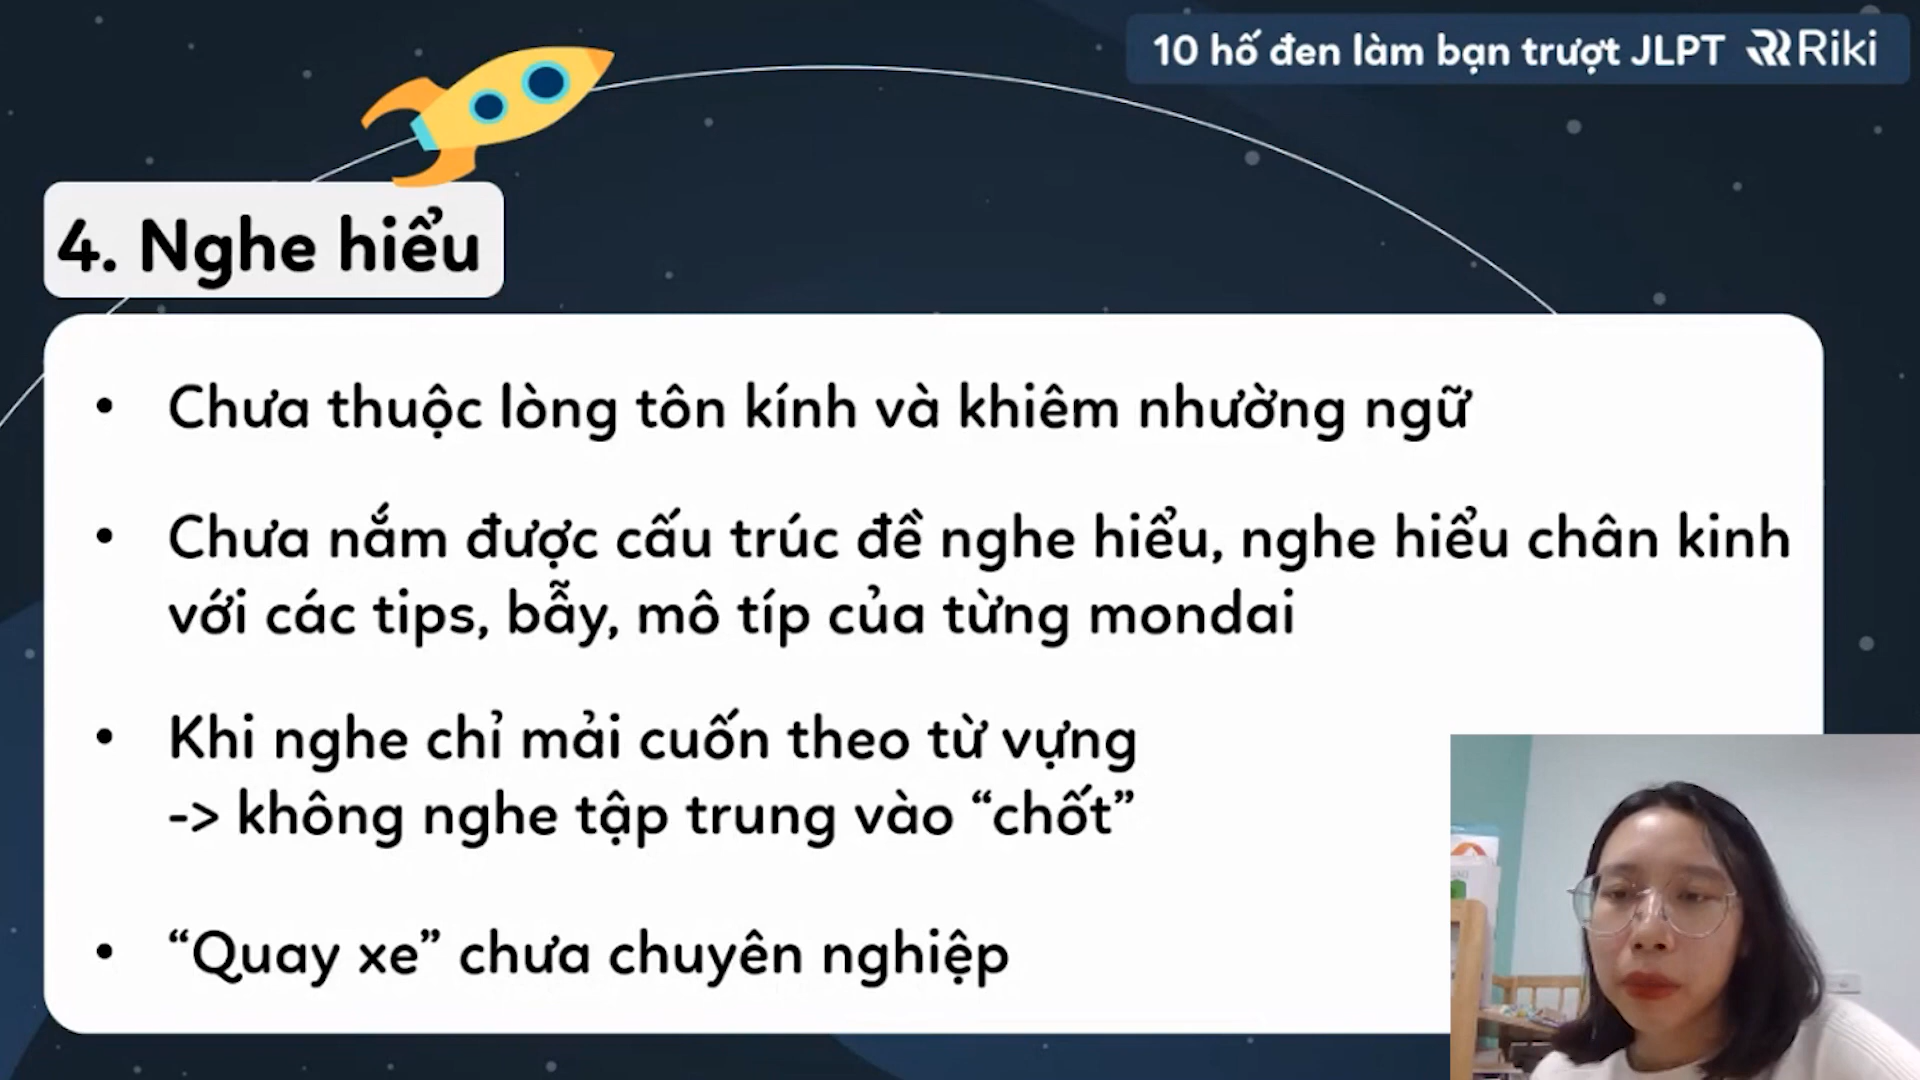 10 hố đen làm bạn trượt JLPT Riki
4. Nghe hiểu
• Chưa thuộc lòng tôn kính và khiêm nhường ngữ
• Chưa nắm được cấu trúc đề nghe hiểu, nghe hiểu chân kinh
với các tips, bẫy, mô típ của từng mondai
• Khi nghe chỉ mải cuốn theo từ vựng
-> không nghe tập trung vào “chốt”
• “Quay xe” chưa chuyên nghiệp